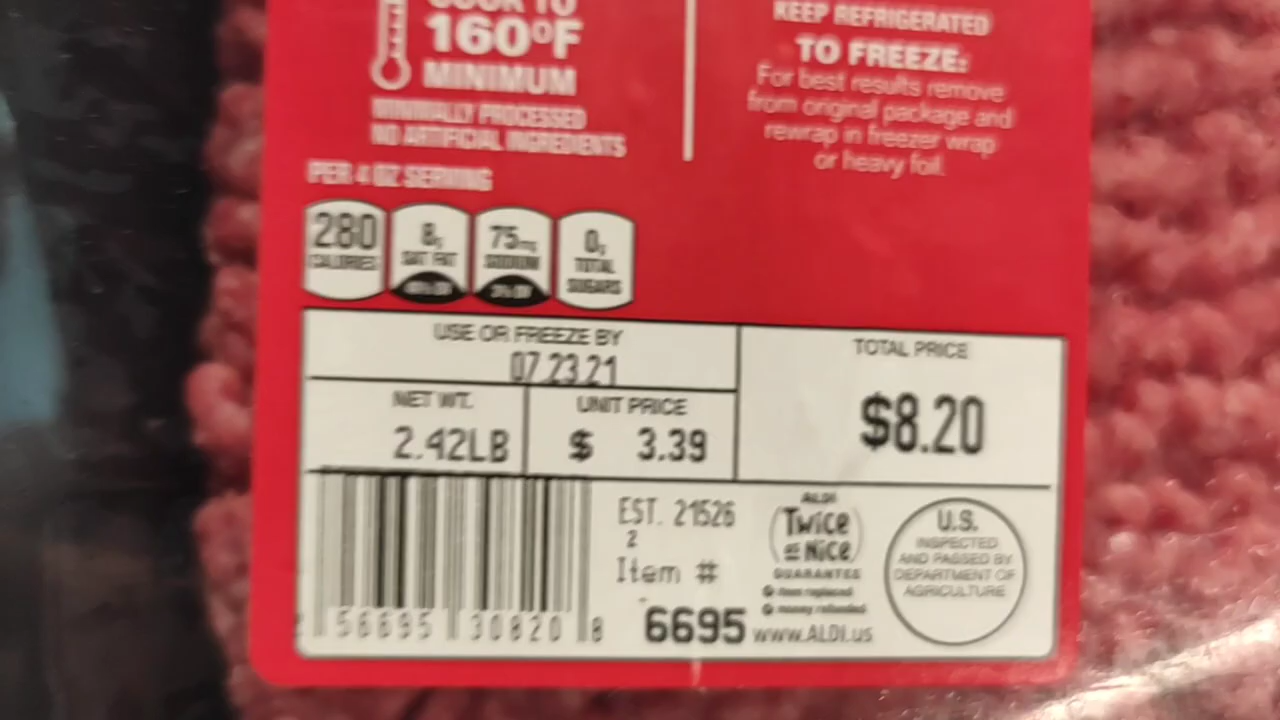 COOK TO
160°F
MINIMUM
MINIMALLY PROCESSED
NO ARTIFICIAL INGREDIENTS
KEEP REFRIGERATED
TO FREEZE:
For best results remove
from original package and
rewrap in freezer wrap
or heavy foil.
PER 4 OZ SERVING
280
CALORIES
8g
SAT FAT
75mg
SODIUM
0g
TOTAL
SUGARS
USE OR FREEZE BY
07.23.21
NET WT.
2.42LB
UNIT PRICE
$ 3.39
TOTAL PRICE
$8.20
56695 30820 8
EST. 21526
2
Item #
6695
ALDI
Twice
as Nice
GUARANTEE
item replaced
money refunded
www.ALDI.us
U.S.
INSPECTED
AND PASSED BY
DEPARTMENT OF
AGRICULTURE